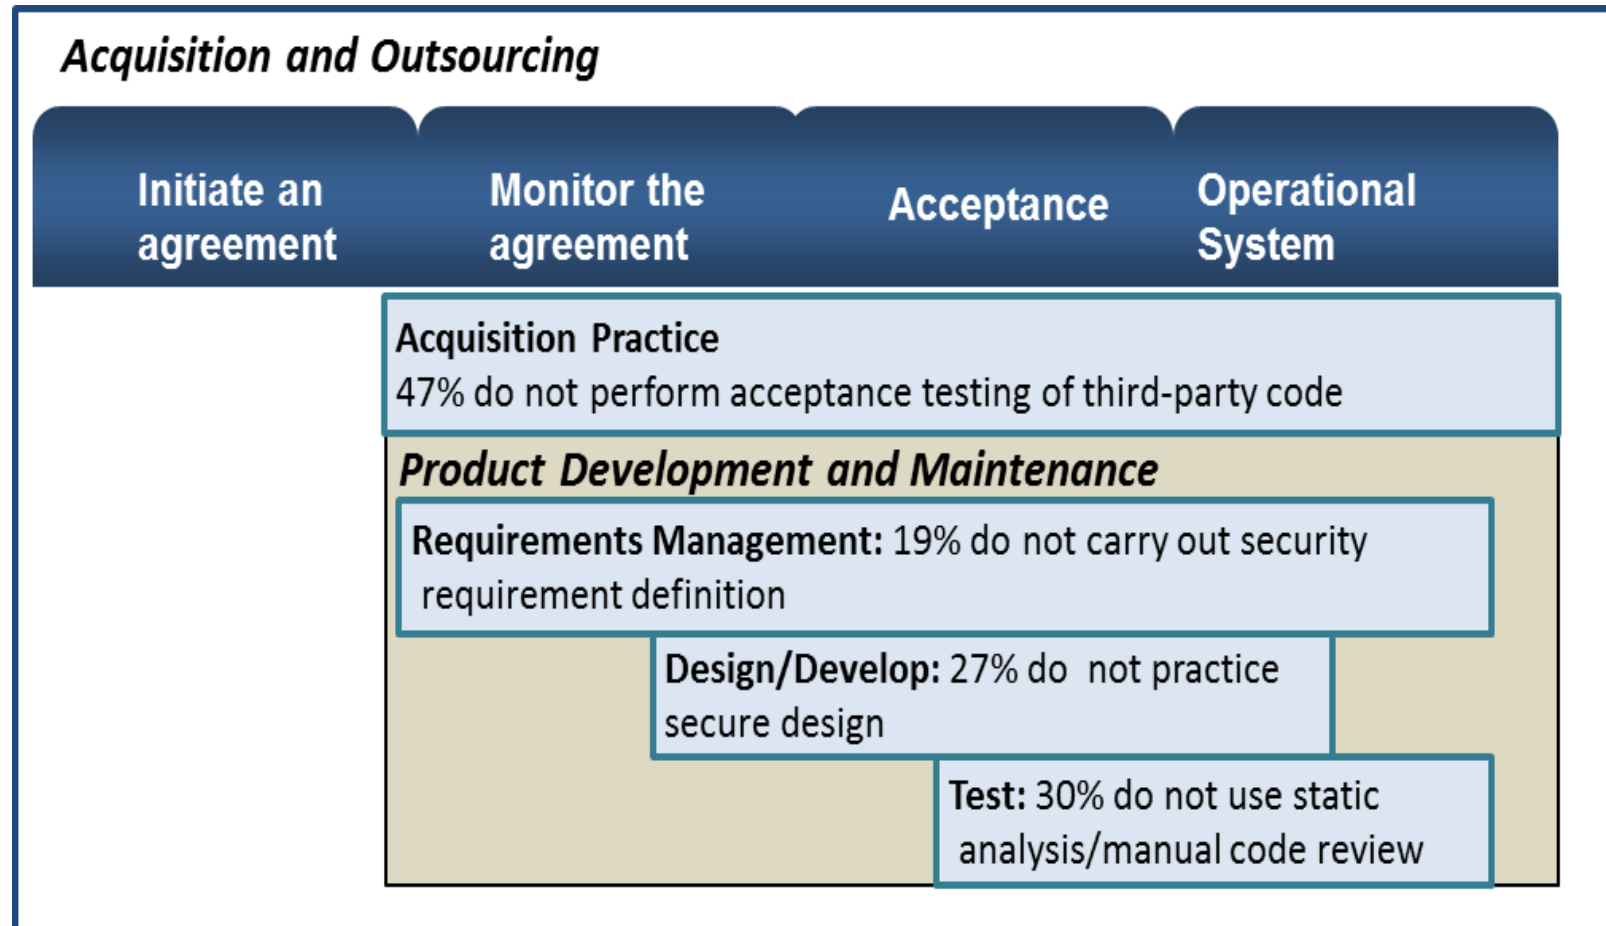 Acquisition and Outsourcing
Initiate an
agreement
Monitor the
agreement
Acceptance
Operational
System
Acquisition Practice
47% do not perform acceptance testing of third-party code
Product Development and Maintenance
Requirements Management: 19% do not carry out security
requirement definition
Design/Develop: 27% do not practice
secure design
Test: 30% do not use static
analysis/manual code review